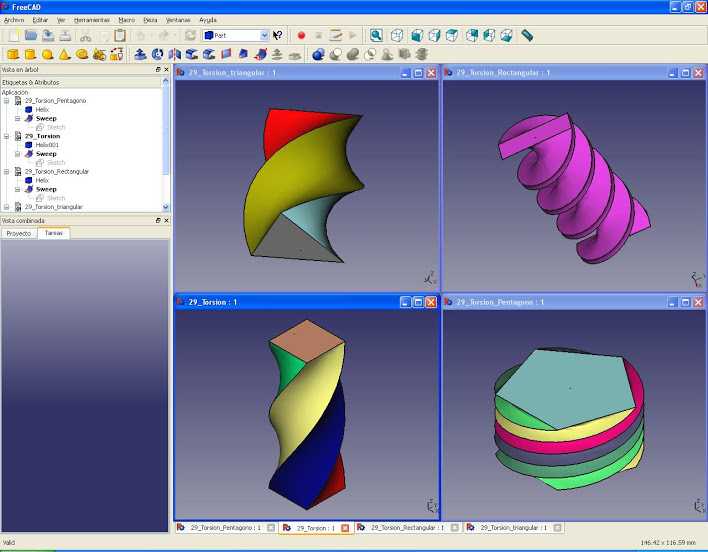 FreeCAD
Archivo Editar Ver Herramientas Macro Pieza Ventanas Ayuda
Part
Vista en árbol
Etiquetas & Atributos
Aplicación
29_Torsion_Pentagono
Helix
Sweep
Sketch
29_Torsion
Helix001
Sweep
Sketch
29_Torsion_Rectangular
Helix
Sweep
Sketch
29_Torsion_triangular
Vista combinada
Proyecto Tareas
29_Torsion_triangular : 1
29_Torsion_Rectangular : 1
29_Torsion : 1
29_Torsion_Pentagono : 1
29_Torsion_Pentagono : 1 29_Torsion : 1 29_Torsion_Rectangular : 1 29_Torsion_triangular : 1
Valid
146.42 x 116.59 mm